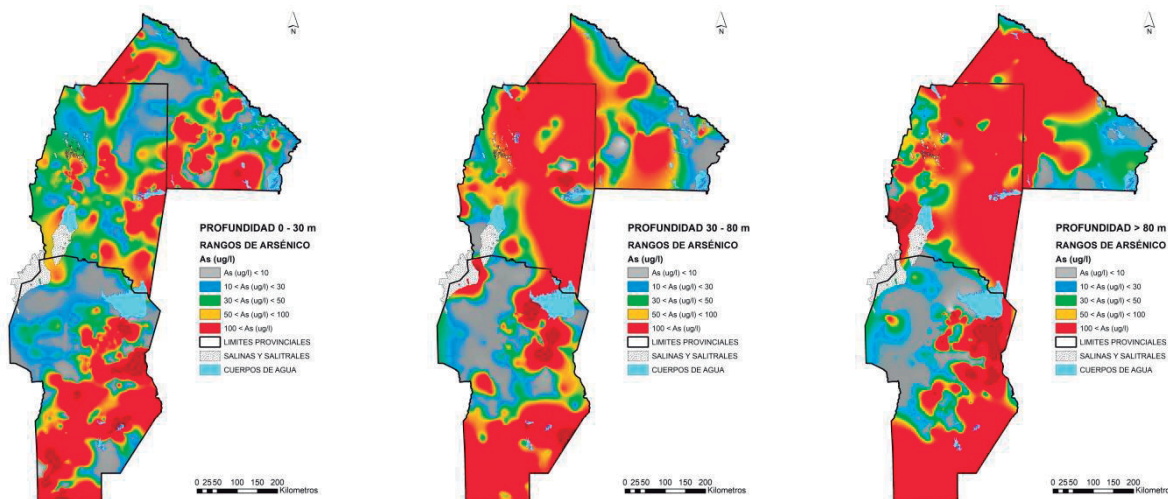 N
PROFUNDIDAD 0 - 30 m
RANGOS DE ARSÉNICO
As (ug/l)
As (ug/l) < 10
10 < As (ug/l) < 30
30 < As (ug/l) < 50
50 < As (ug/l) < 100
100 < As (ug/l)
LIMITES PROVINCIALES
SALINAS Y SALITRALES
CUERPOS DE AGUA
0 25 50 100 150 200
Kilometros
N
PROFUNDIDAD 30 - 80 m
RANGOS DE ARSÉNICO
As (ug/l)
As (ug/l) < 10
10 < As (ug/l) < 30
30 < As (ug/l) < 50
50 < As (ug/l) < 100
100 < As (ug/l)
LIMITES PROVINCIALES
SALINAS Y SALITRALES
CUERPOS DE AGUA
0 25 50 100 150 200
Kilometros
N
PROFUNDIDAD > 80 m
RANGOS DE ARSÉNICO
As (ug/l)
As (ug/l) < 10
10 < As (ug/l) < 30
30 < As (ug/l) < 50
50 < As (ug/l) < 100
100 < As (ug/l)
LIMITES PROVINCIALES
SALINAS Y SALITRALES
CUERPOS DE AGUA
0 25 50 100 150 200
Kilometros